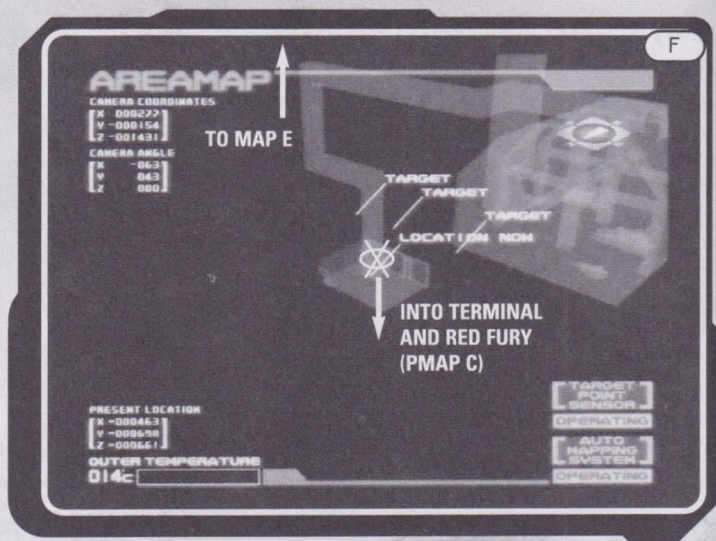 F
AREAMAP
CAMERA COORDINATES
X 000277
Y -000154
Z -001431
TO MAP E
CAMERA ANGLE
X -063
Y 043
Z 000
TARGET
TARGET
TARGET
LOCATION NOW
INTO TERMINAL
AND RED FURY
(PMAP C)
TARGET
POINT
SENSOR
OPERATING
PRESENT LOCATION
X -000463
Y -000698
Z -000661
AUTO
MAPPING
SYSTEM
OUTER TEMPERATURE
014°c
OPERATING